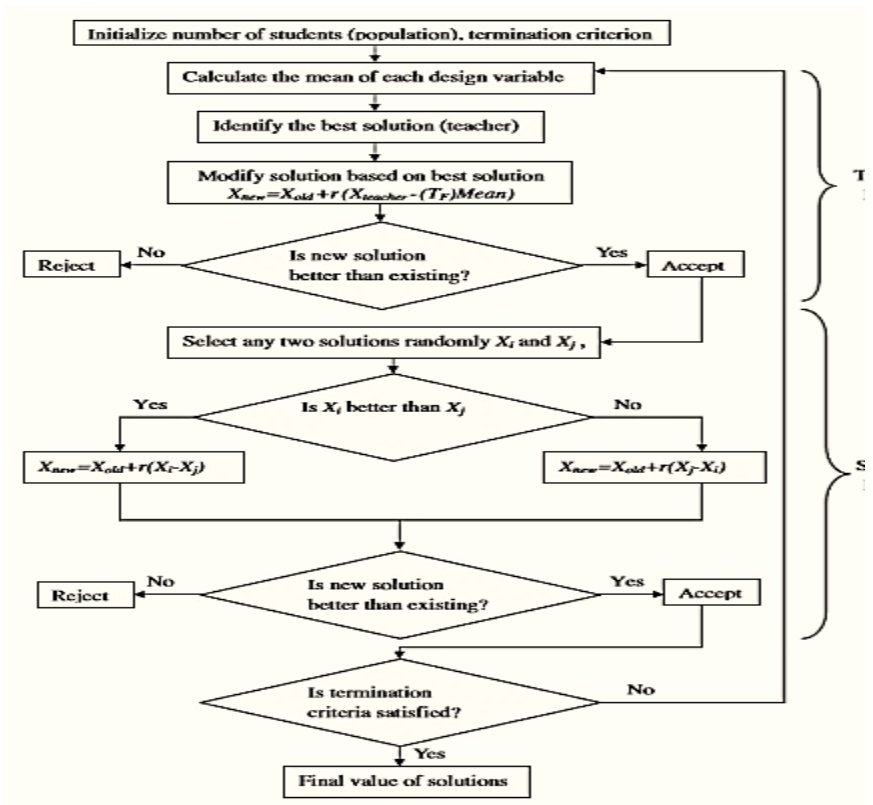 Initialize number of students (population), termination criterion
Calculate the mean of each design variable
Identify the best solution (teacher)
Modify solution based on best solution
Xnew=Xold+r(Xteacher-(TF)Mean)
Is new solution
better than existing?
No
Yes
Reject
Accept
T
Select any two solutions randomly Xi and Xj ,
Is Xi better than Xj
Yes
No
Xnew=Xold+r(Xi-Xj)
Xnew=Xold+r(Xj-Xi)
S
Is new solution
better than existing?
No
Yes
Reject
Accept
Is termination
criteria satisfied?
No
Yes
Final value of solutions